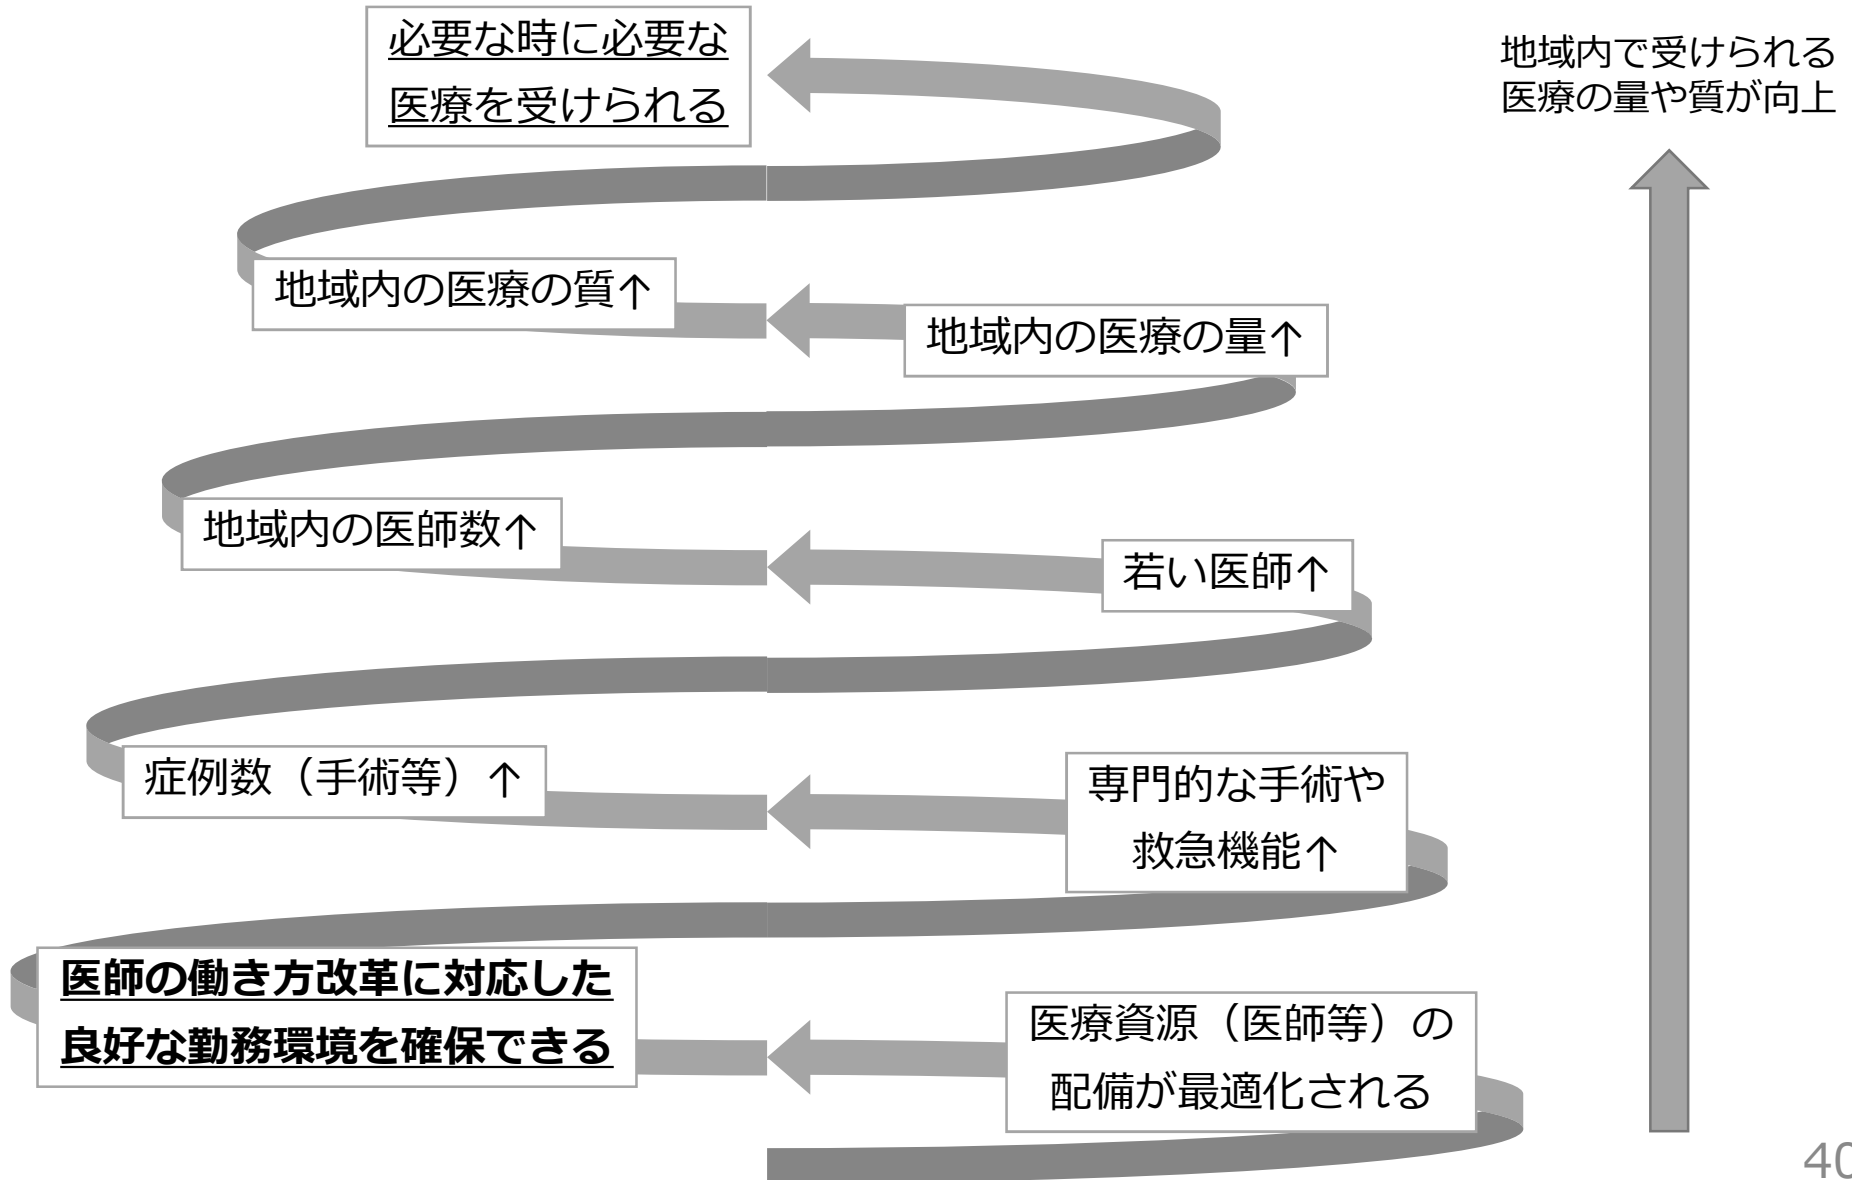 必要な時に必要な
医療を受けられる
地域内で受けられる
医療の量や質が向上
地域内の医療の質↑
地域内の医療の量↑
地域内の医師数↑
若い医師↑
症例数（手術等）↑
専門的な手術や
救急機能↑
医師の働き方改革に対応した
良好な勤務環境を確保できる
医療資源（医師等）の
配備が最適化される
40